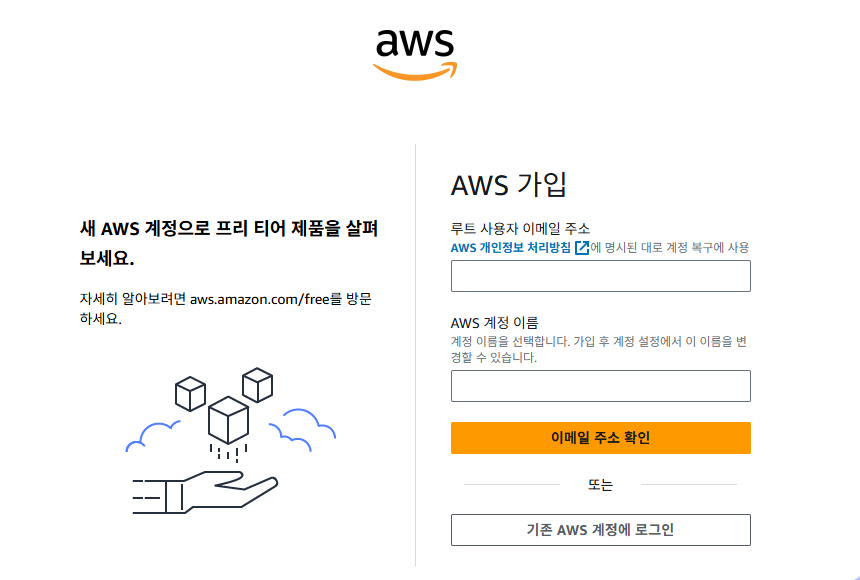 aws
새 AWS 계정으로 프리 티어 제품을 살펴
보세요.
자세히 알아보려면 aws.amazon.com/free를 방문
하세요.
AWS 가입
루트 사용자 이메일 주소
AWS 개인정보 처리방침 에 명시된 대로 계정 복구에 사용
AWS 계정 이름
계정 이름을 선택합니다. 가입 후 계정 설정에서 이 이름을 변
경할 수 있습니다.
이메일 주소 확인
또는
기존 AWS 계정에 로그인